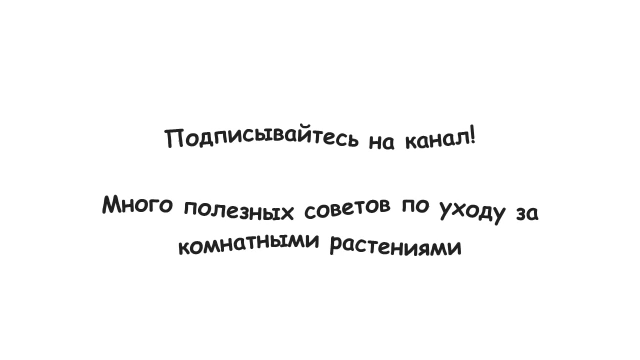 Подписывайтесь на канал!
Много полезных советов по уходу за
комнатными растениями